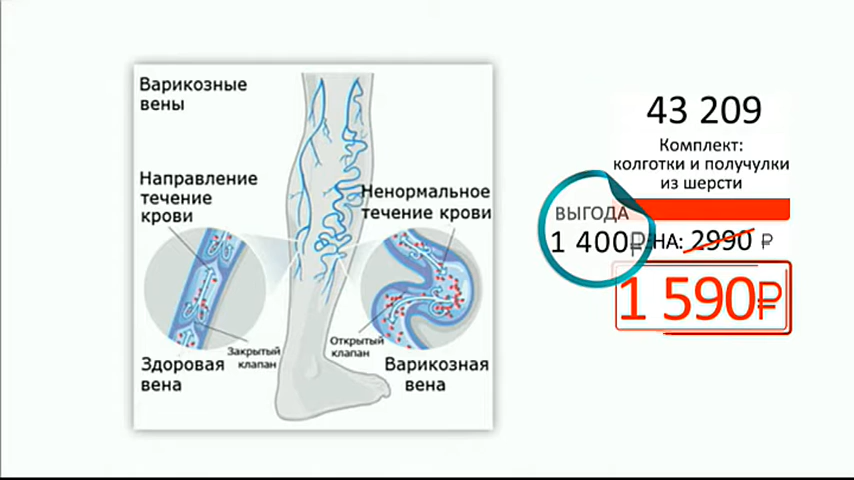 Варикозные
вены
Направление
течение
крови
Ненормальное
течение крови
Закрытый
клапан
Открытый
клапан
Здоровая
вена
Варикозная
вена
43 209
Комплект:
колготки и получулки
из шерсти
ВЫГОДА
1 400₽
ЕНА: 2990 ₽
1 590₽